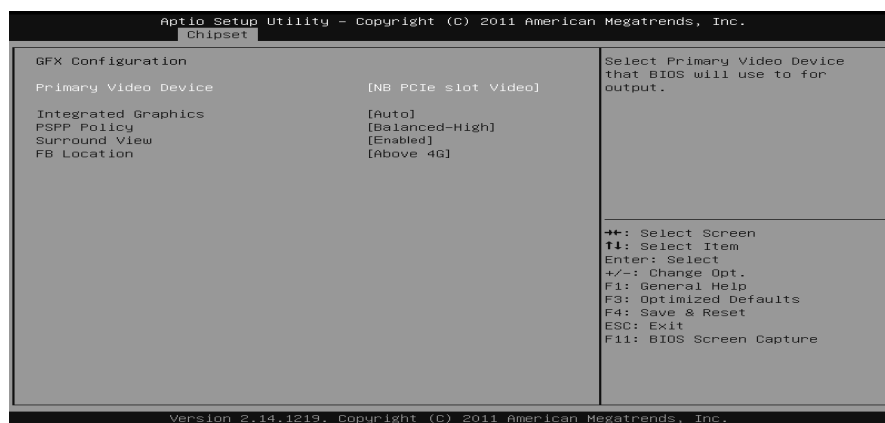 Aptio Setup Utility – Copyright (C) 2011 American Megatrends, Inc.
Chipset
GFX Configuration
Primary Video Device [NB PCIe slot Video]
Integrated Graphics [Auto]
PSPP Policy [Balanced-High]
Surround View [Enabled]
FB Location [Above 4G]
Select Primary Video Device
that BIOS will use to for
output.
→←: Select Screen
↑↓: Select Item
Enter: Select
+/-: Change Opt.
F1: General Help
F3: Optimized Defaults
F4: Save & Reset
ESC: Exit
F11: BIOS Screen Capture
Version 2.14.1219. Copyright (C) 2011 American Megatrends, Inc.